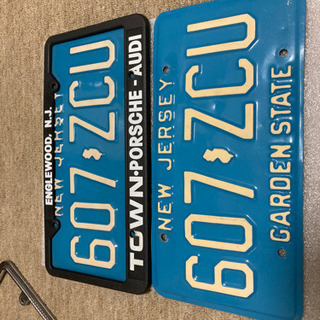 ENGLEWOOD, N.J.
NEW JERSEY
607 ZCU
TOWN·PORSCHE-AUDI
NEW JERSEY
607 ZCU
GARDEN STATE